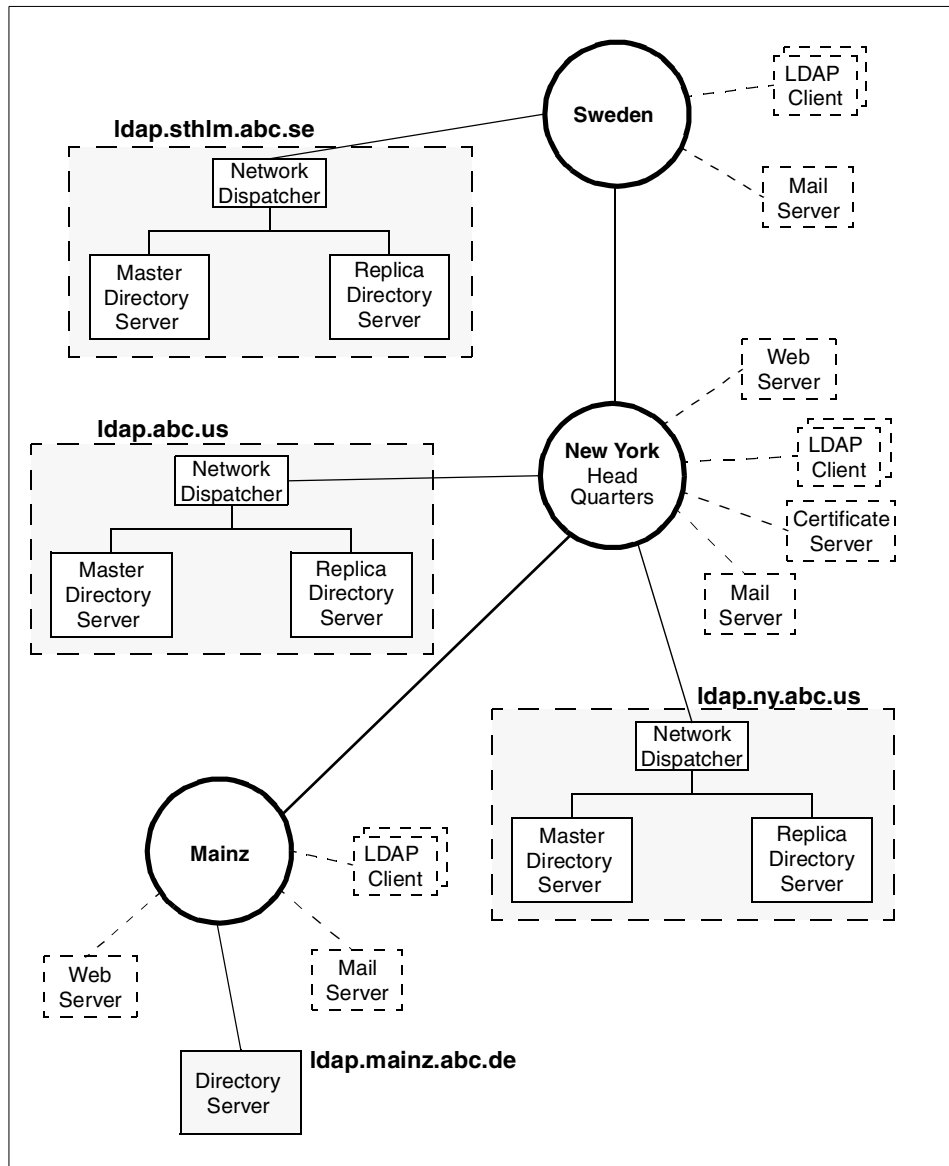 Sweden
LDAP
Client
Mail
Server
ldap.sthlm.abc.se
Network
Dispatcher
Master
Directory
Server
Replica
Directory
Server
Web
Server
ldap.abc.us
New York
Head
Quarters
LDAP
Client
Certificate
Server
Mail
Server
Network
Dispatcher
Master
Directory
Server
Replica
Directory
Server
ldap.ny.abc.us
Network
Dispatcher
Master
Directory
Server
Replica
Directory
Server
Mainz
LDAP
Client
Web
Server
Mail
Server
ldap.mainz.abc.de
Directory
Server